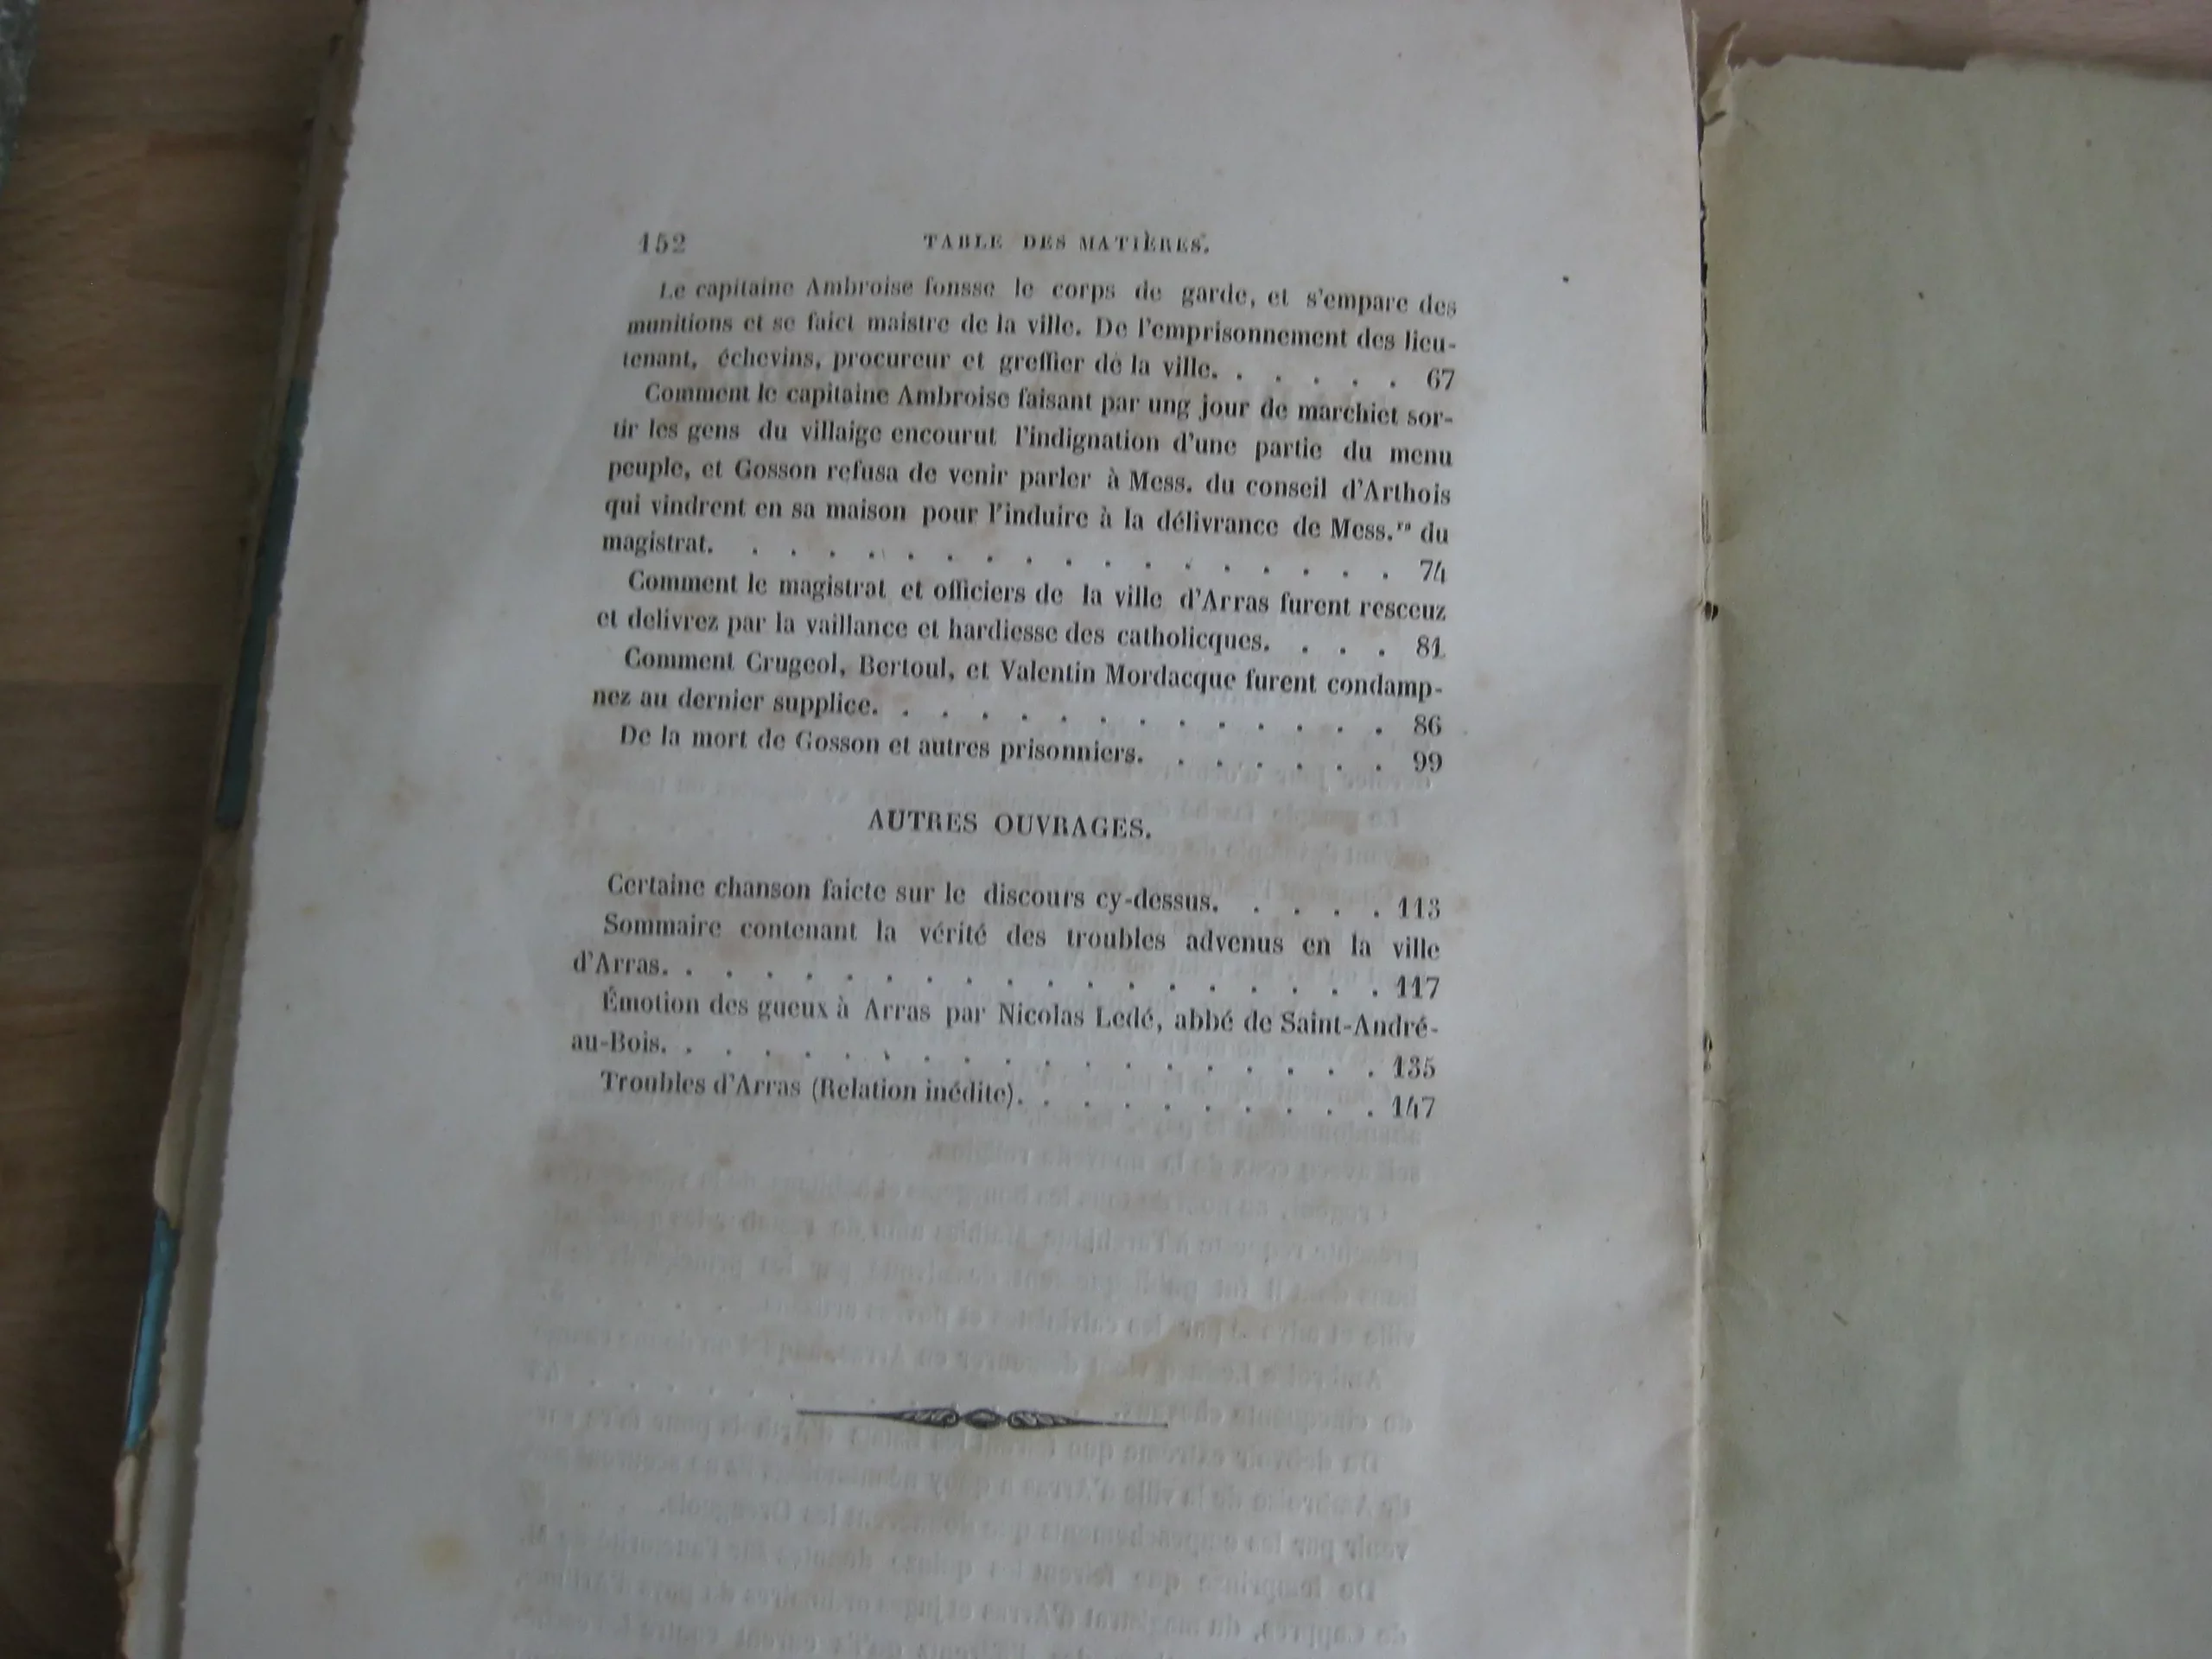 152 TABLE DES MATIÈRES.
Le capitaine Ambroise fonsse le corps de garde, et s'empare des
munitions et se faict maistre de la ville. De l'emprisonnement des lieu-
tenant, échevins, procureur et greffier de la ville. . . . . . 67
Comment le capitaine Ambroise faisant par ung jour de marchiet sor-
tir les gens du villaige encourut l'indignation d'une partie du menu
peuple, et Gosson refusa de venir parler à Mess. du conseil d'Arthois
qui vindrent en sa maison pour l'induire à la délivrance de Mess.rs du
magistrat. . . . . . . . . . . . . . . . . . 74
Comment le magistrat et officiers de la ville d'Arras furent resceuz
et delivrez par la vaillance et hardiesse des catholicques. . . . 81
Comment Crugeol, Bertoul, et Valentin Mordacque furent condamp-
nez au dernier supplice. . . . . . . . . . . . . . 86
De la mort de Gosson et autres prisonniers. . . . . . . 99
AUTRES OUVRAGES.
Certaine chanson faicte sur le discours cy-dessus. . . . . 113
Sommaire contenant la vérité des troubles advenus en la ville
d'Arras. . . . . . . . . . . . . . . . . . . 117
Émotion des gueux à Arras par Nicolas Ledé, abbé de Saint-André-
au-Bois. . . . . . . . . . . . . . . . . . . 135
Troubles d'Arras (Relation inédite). . . . . . . . . . 147